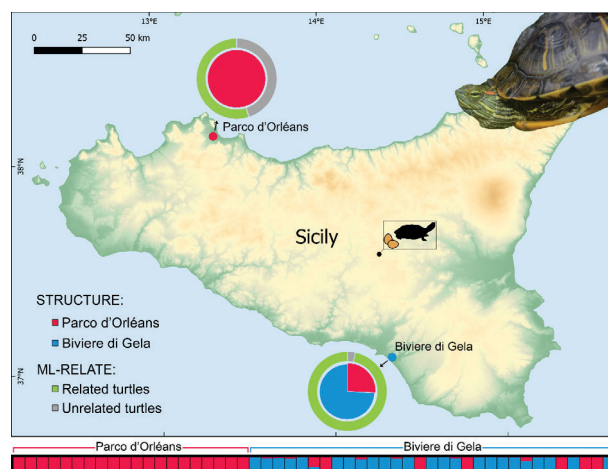 13°E 14°E 15°E
0 25 50 km
Parco d'Orléans
38°N
Sicily
STRUCTURE:
Parco d'Orléans
Biviere di Gela
Biviere di Gela
ML-RELATE:
Related turtles
Unrelated turtles
37°N
Parco d'Orléans Biviere di Gela